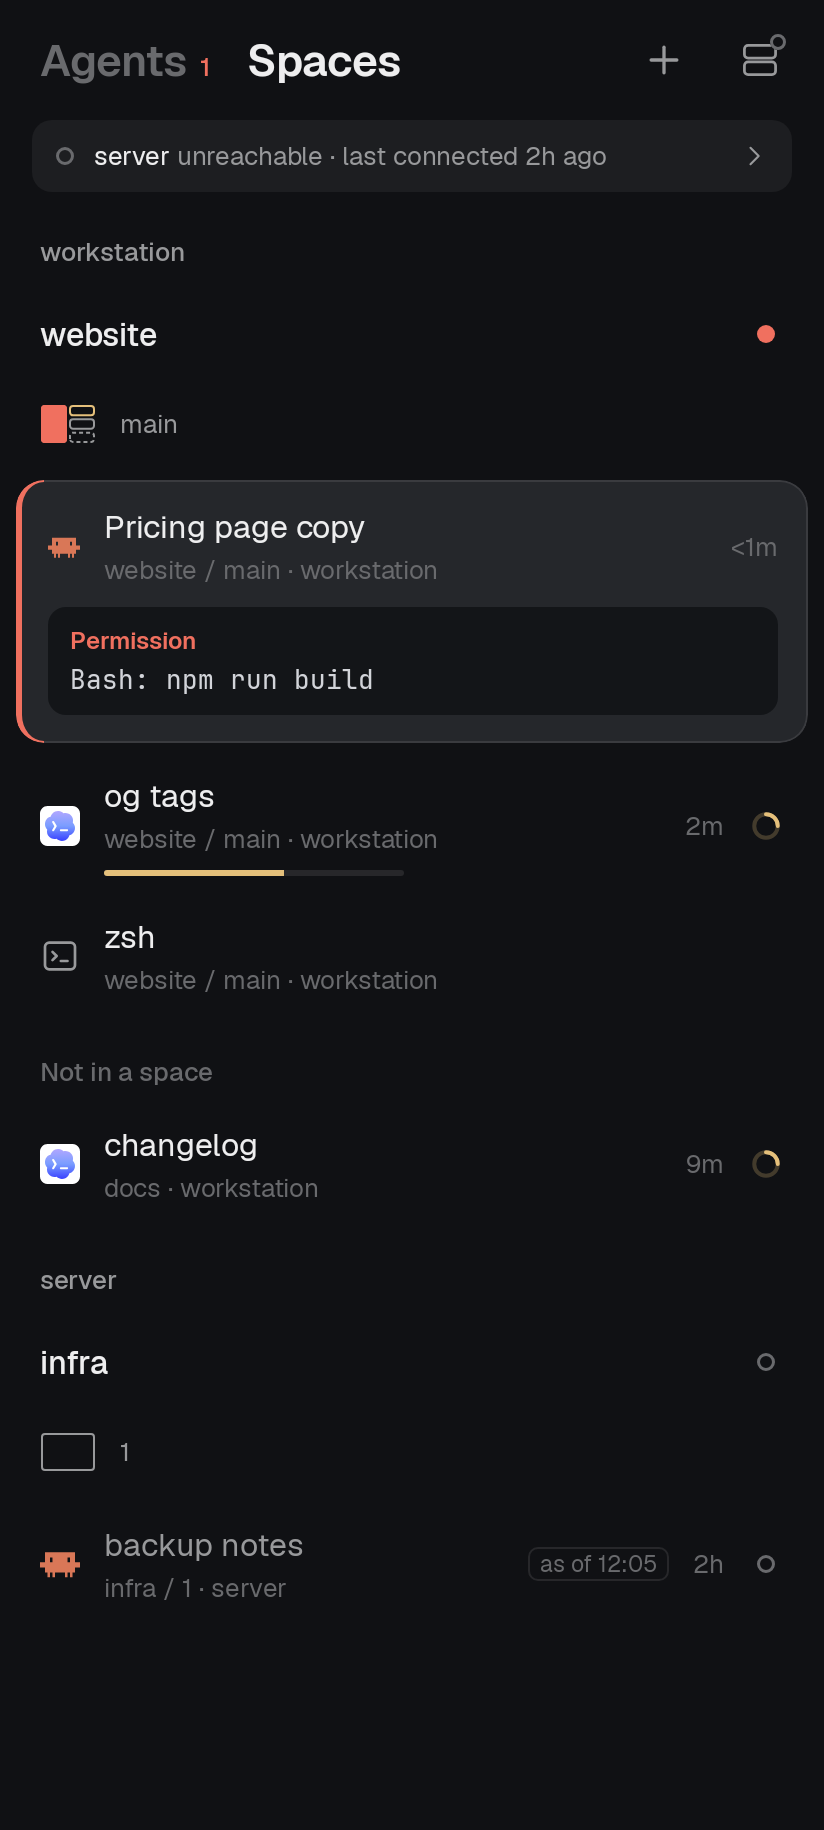 Agents 1 Spaces
server unreachable · last connected 2h ago
workstation
website
main
Pricing page copy
website / main · workstation
<1m
Permission
Bash: npm run build
og tags
website / main · workstation
2m
zsh
website / main · workstation
Not in a space
changelog
docs · workstation
9m
server
infra
1
backup notes
infra / 1 · server
as of 12:05
2h